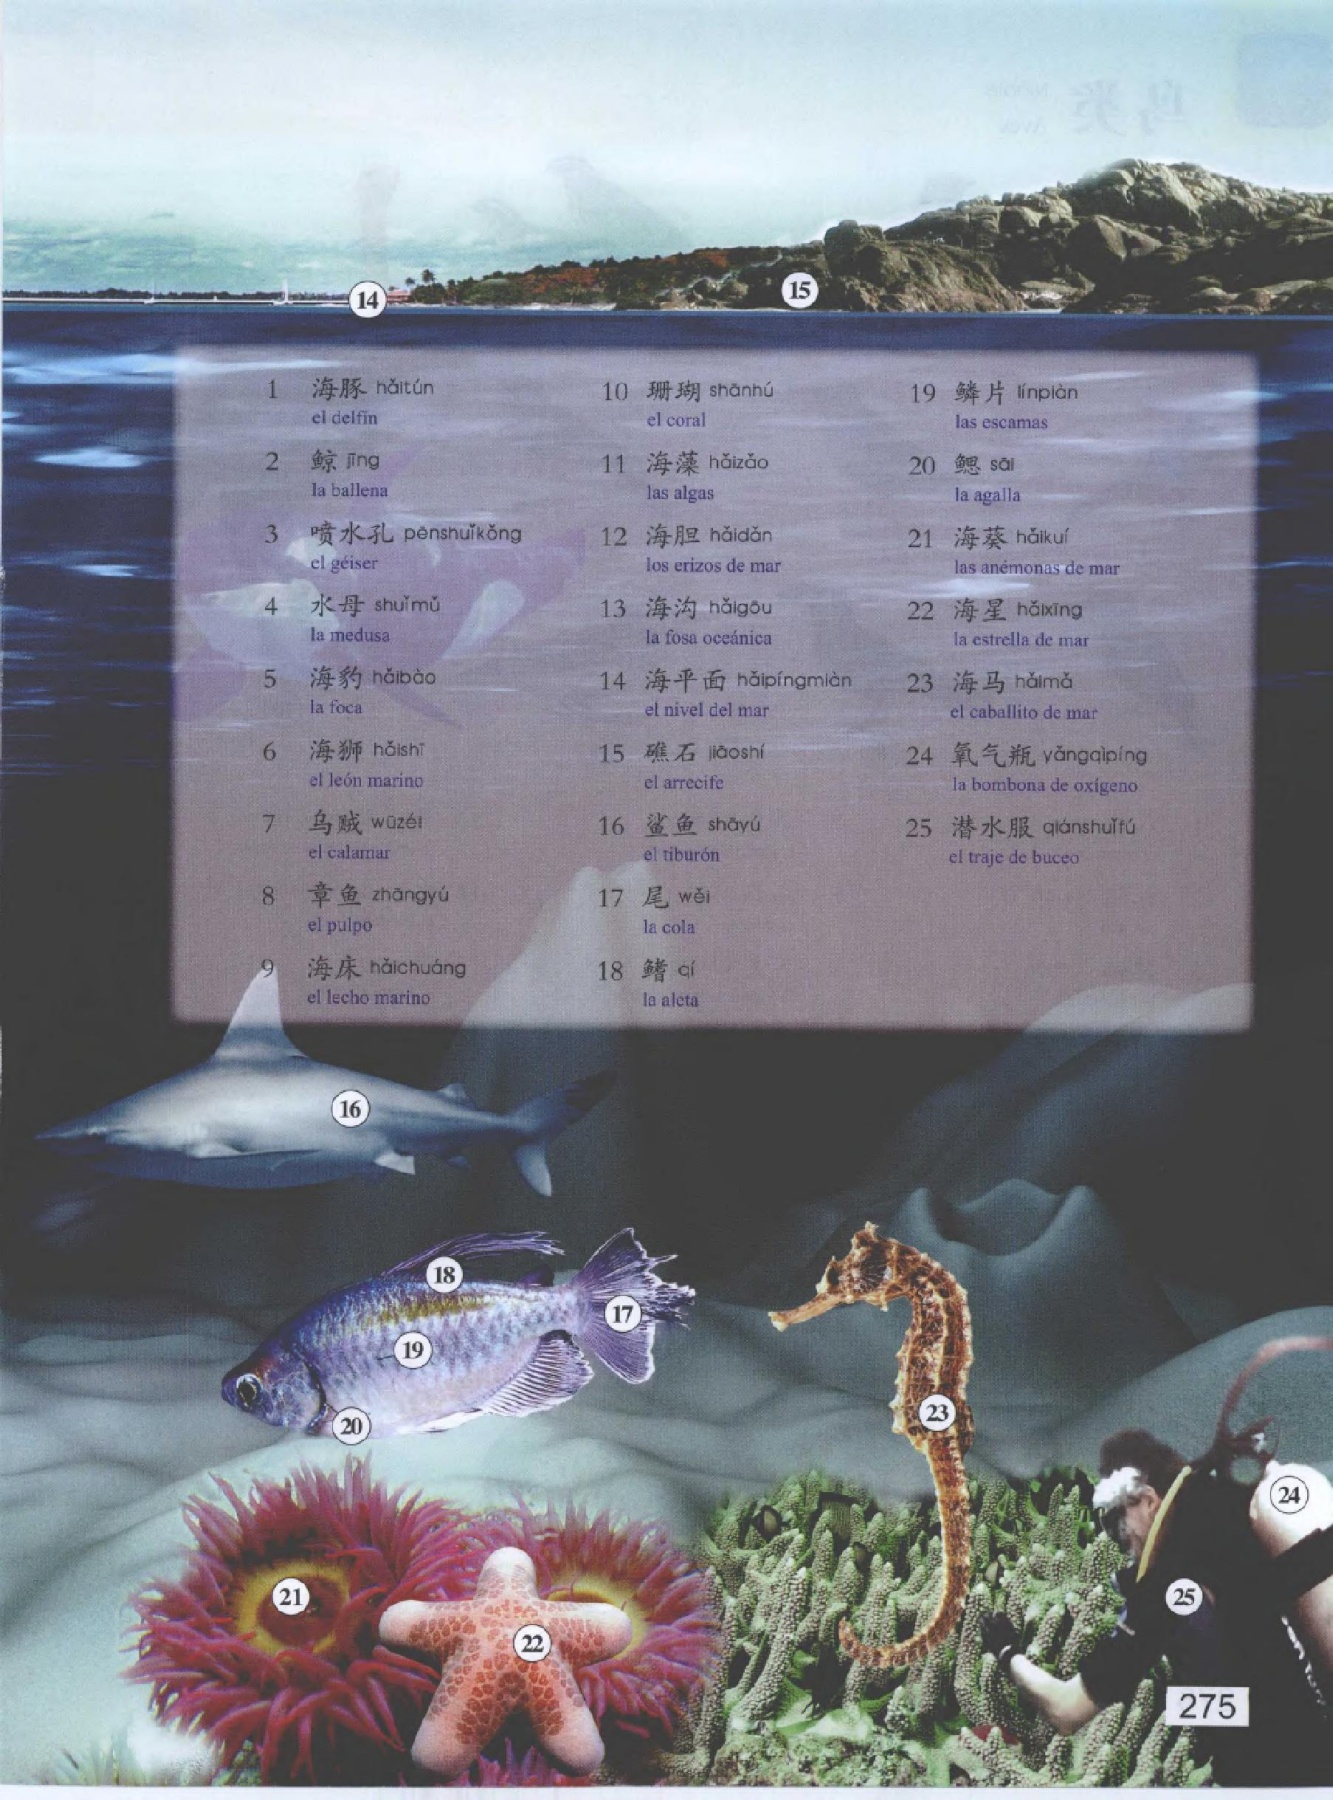 14
15
1 海豚 hǎitún
el delfín
2 鲸 jīng
la ballena
3 喷水孔 pēnshuǐkǒng
el géiser
4 水母 shuǐmǔ
la medusa
5 海豹 hǎibào
la foca
6 海狮 hǎishī
el león marino
7 乌贼 wūzéi
el calamar
8 章鱼 zhāngyú
el pulpo
9 海床 hǎichuáng
el lecho marino
10 珊瑚 shānhú
el coral
11 海藻 hǎizǎo
las algas
12 海胆 hǎidǎn
los erizos de mar
13 海沟 hǎigōu
la fosa oceánica
14 海平面 hǎipíngmiàn
el nivel del mar
15 礁石 jiāoshí
el arrecife
16 鲨鱼 shāyú
el tiburón
17 尾 wěi
la cola
18 鳍 qí
la aleta
19 鳞片 línpiàn
las escamas
20 鳃 sāi
la agalla
21 海葵 hǎikuí
las anémonas de mar
22 海星 hǎixīng
la estrella de mar
23 海马 hǎimǎ
el caballito de mar
24 氧气瓶 yǎngqìpíng
la bombona de oxígeno
25 潜水服 qiánshuǐfú
el traje de buceo
16
18
17
19
20
23
24
21
25
22
275